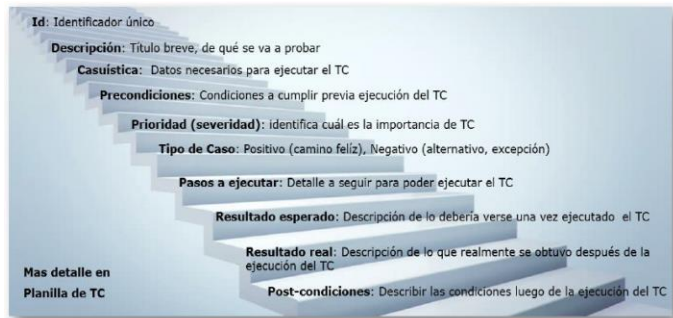 Id: Identificador único
Descripción: Título breve, de qué se va a probar
Casuística: Datos necesarios para ejecutar el TC
Precondiciones: Condiciones a cumplir previa ejecución del TC
Prioridad (severidad): identifica cuál es la importancia de TC
Tipo de Caso: Positivo (camino felíz), Negativo (alternativo, excepción)
Pasos a ejecutar: Detalle a seguir para poder ejecutar el TC
Resultado esperado: Descripción de lo debería verse una vez ejecutado el TC
Resultado real: Descripción de lo que realmente se obtuvo después de la
ejecución del TC
Post-condiciones: Describir las condiciones luego de la ejecución del TC
Mas detalle en
Planilla de TC